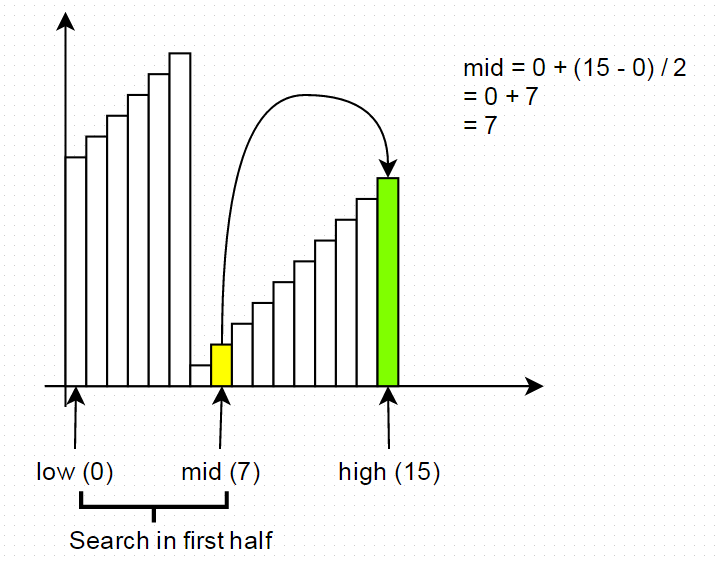 mid = 0 + (15 - 0) / 2
= 0 + 7
= 7
low (0)
mid (7)
high (15)
Search in first half